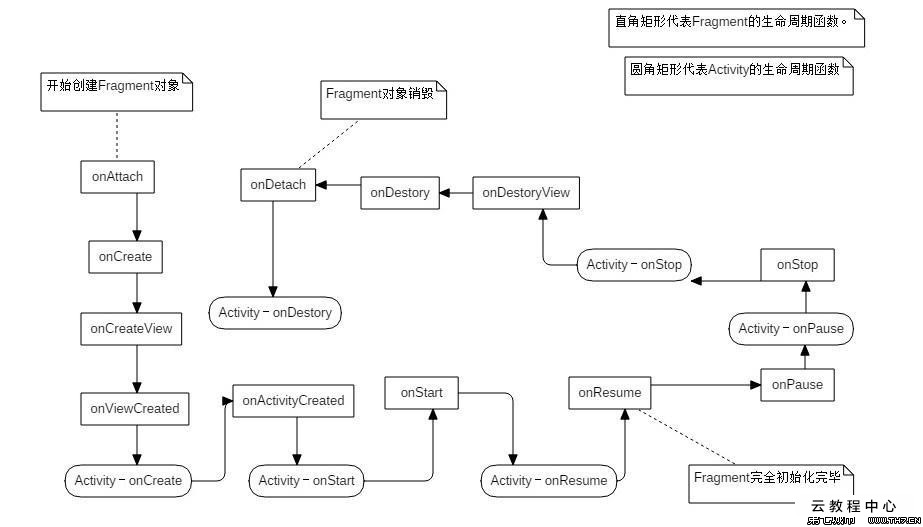 直角矩形代表Fragment的生命周期函数。
圆角矩形代表Activity的生命周期函数
开始创建Fragment对象
Fragment对象销毁
onAttach
onDetach
onDestory
onDestoryView
onCreate
Activity－onStop
onStop
Activity－onDestory
onCreateView
Activity－onPause
onPause
onViewCreated
onActivityCreated
onStart
onResume
Activity－onCreate
Activity－onStart
Activity－onResume
Fragment完全初始化完毕
云教程中心
WWW.TH7.CN